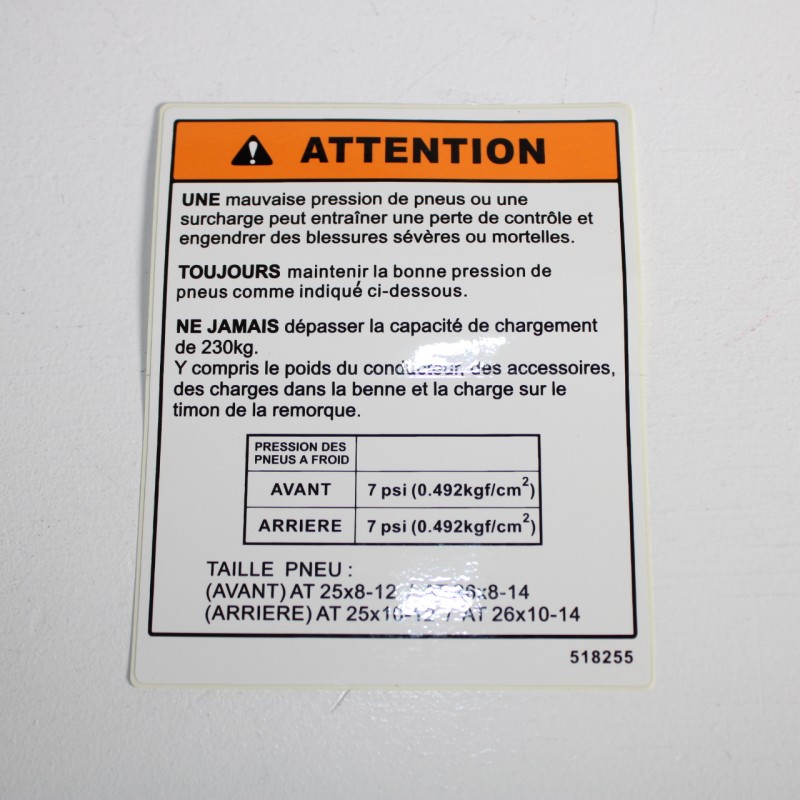 ATTENTION
UNE mauvaise pression de pneus ou une
surcharge peut entraîner une perte de contrôle et
engendrer des blessures sévères ou mortelles.
TOUJOURS maintenir la bonne pression de
pneus comme indiqué ci-dessous.
NE JAMAIS dépasser la capacité de chargement
de 230kg.
Y compris le poids du conducteur, des accessoires,
des charges dans la benne et la charge sur le
timon de la remorque.
PRESSION DES
PNEUS A FROID
AVANT 7 psi (0.492kgf/cm²)
ARRIERE 7 psi (0.492kgf/cm²)
TAILLE PNEU :
(AVANT) AT 25x8-12 / AT 26x8-14
(ARRIERE) AT 25x10-12 / AT 26x10-14
518255